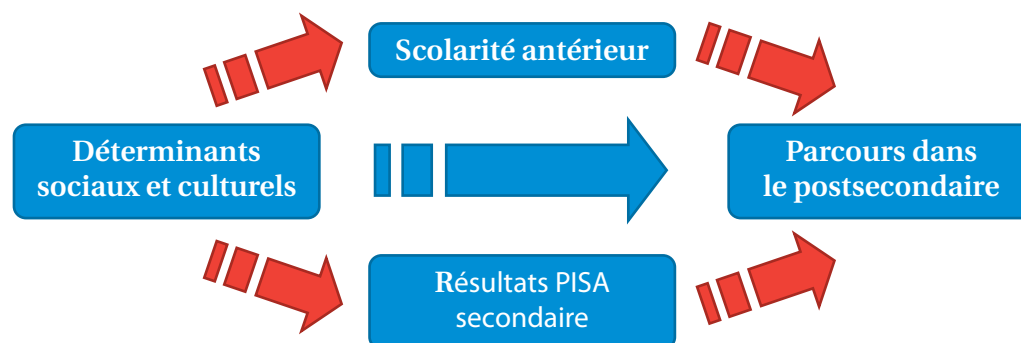 Scolarité antérieur
Déterminants
sociaux et culturels
Parcours dans
le postsecondaire
Résultats PISA
secondaire